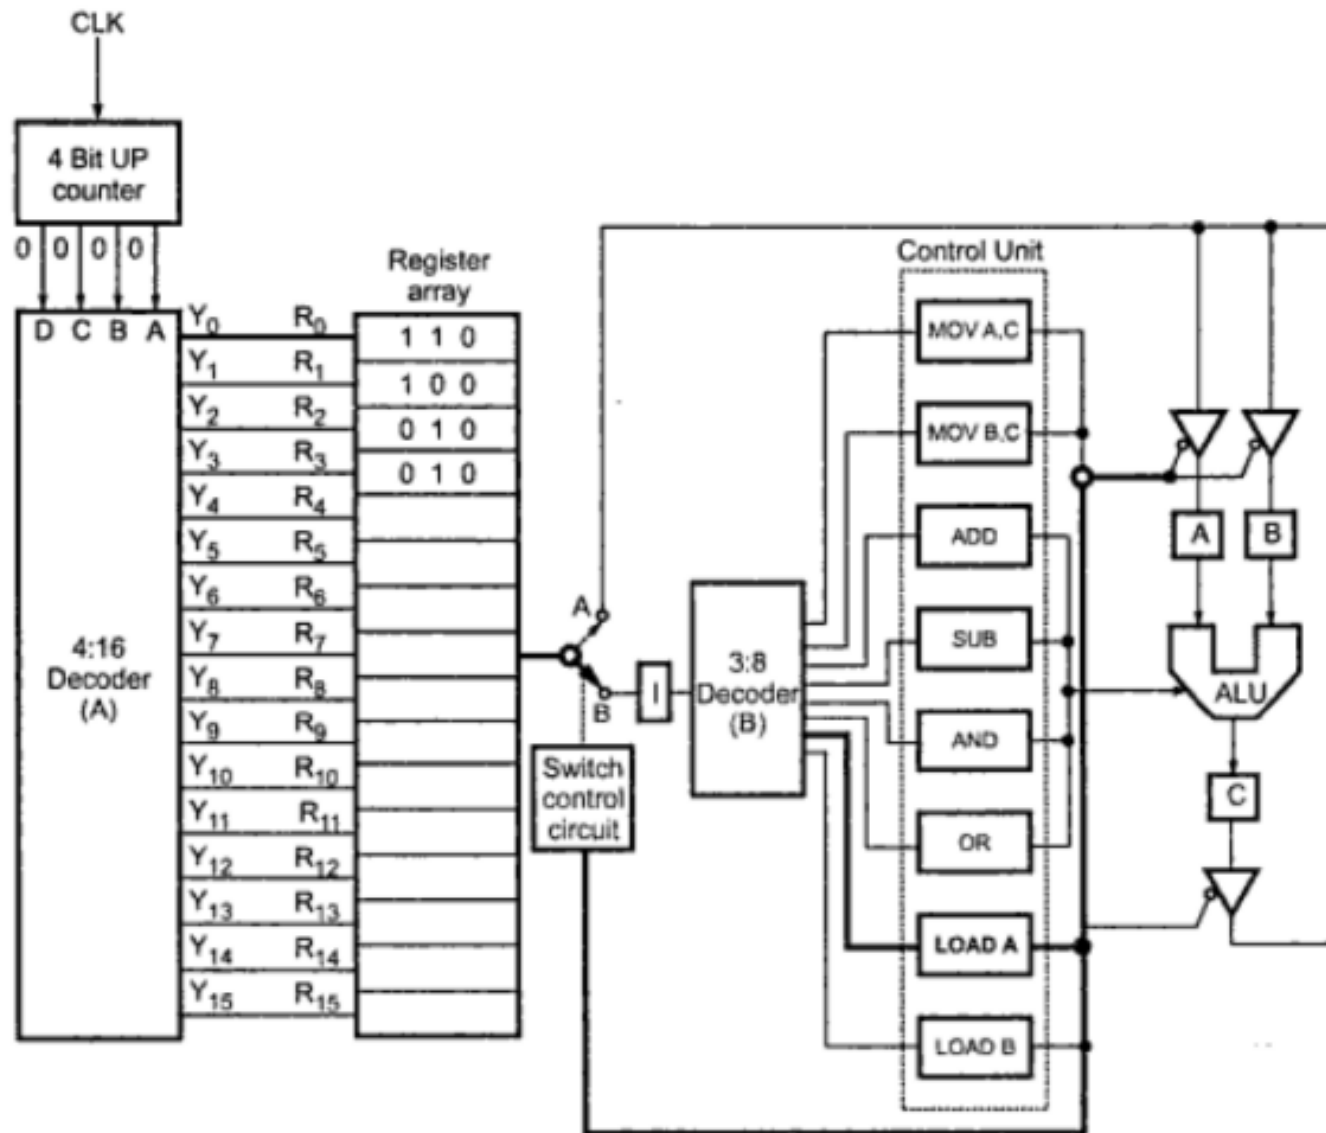 CLK
4 Bit UP
counter
0 0 0 0
D C B A
4:16
Decoder
(A)
Y0 R0
Y1 R1
Y2 R2
Y3 R3
Y4 R4
Y5 R5
Y6 R6
Y7 R7
Y8 R8
Y9 R9
Y10 R10
Y11 R11
Y12 R12
Y13 R13
Y14 R14
Y15 R15
Register
array
1 1 0
1 0 0
0 1 0
0 1 0
A
B
Switch
control
circuit
I
3:8
Decoder
(B)
Control Unit
MOV A,C
MOV B,C
ADD
SUB
AND
OR
LOAD A
LOAD B
A
B
ALU
C